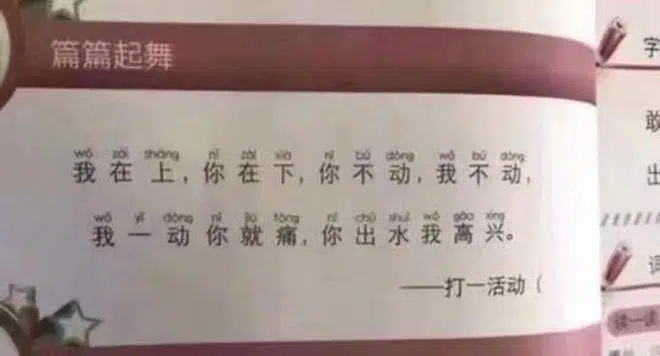 篇篇起舞
wǒ zài shàng nǐ zài xià nǐ bú dòng wǒ bú dòng
我在上，你在下，你不动，我不动，
wǒ yī dòng nǐ jiù tòng nǐ chū shuǐ wǒ gāo xìng
我一动你就痛，你出水我高兴。
——打一活动（
字
敢
出
词
读一读